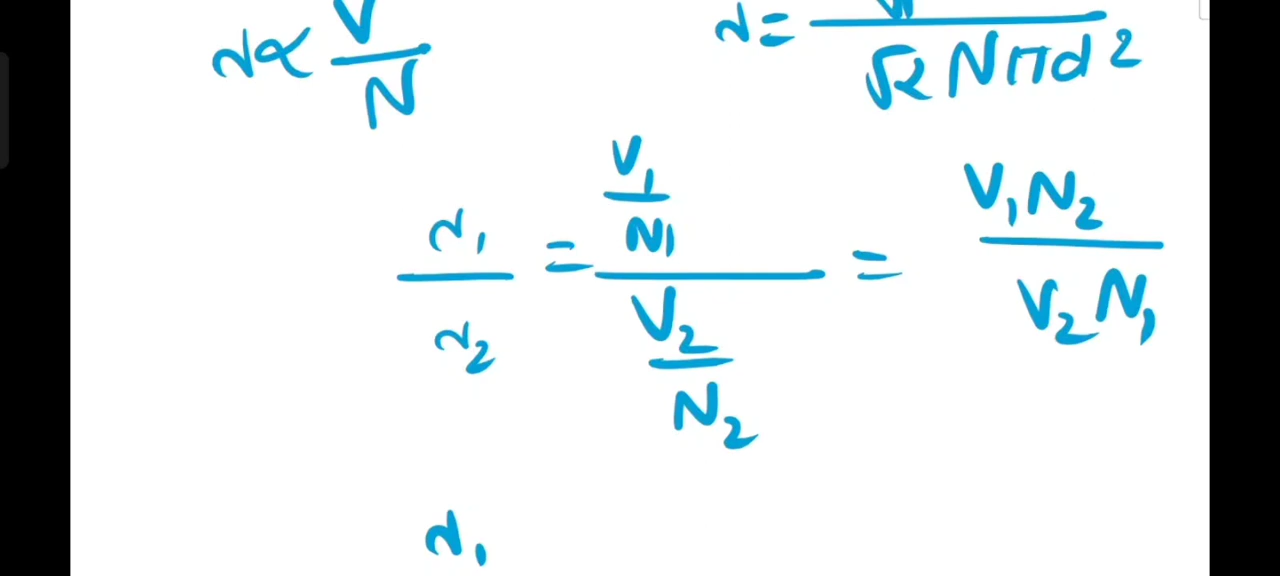 λ ∝ V/N
λ = V/(√2 Nπd²)
λ₁/λ₂ = (V₁/N₁)/(V₂/N₂) = V₁N₂/(V₂N₁)
λ₁